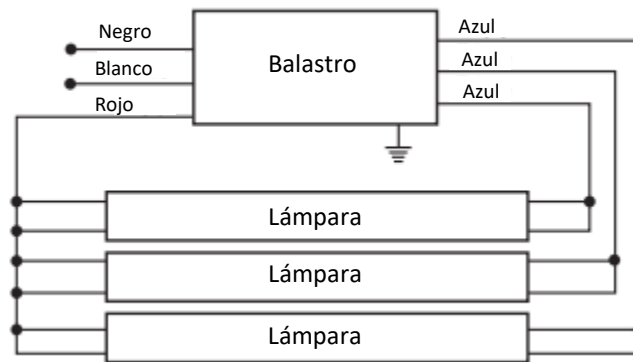 Negro
Blanco
Rojo
Balastro
Azul
Azul
Azul
Lámpara
Lámpara
Lámpara